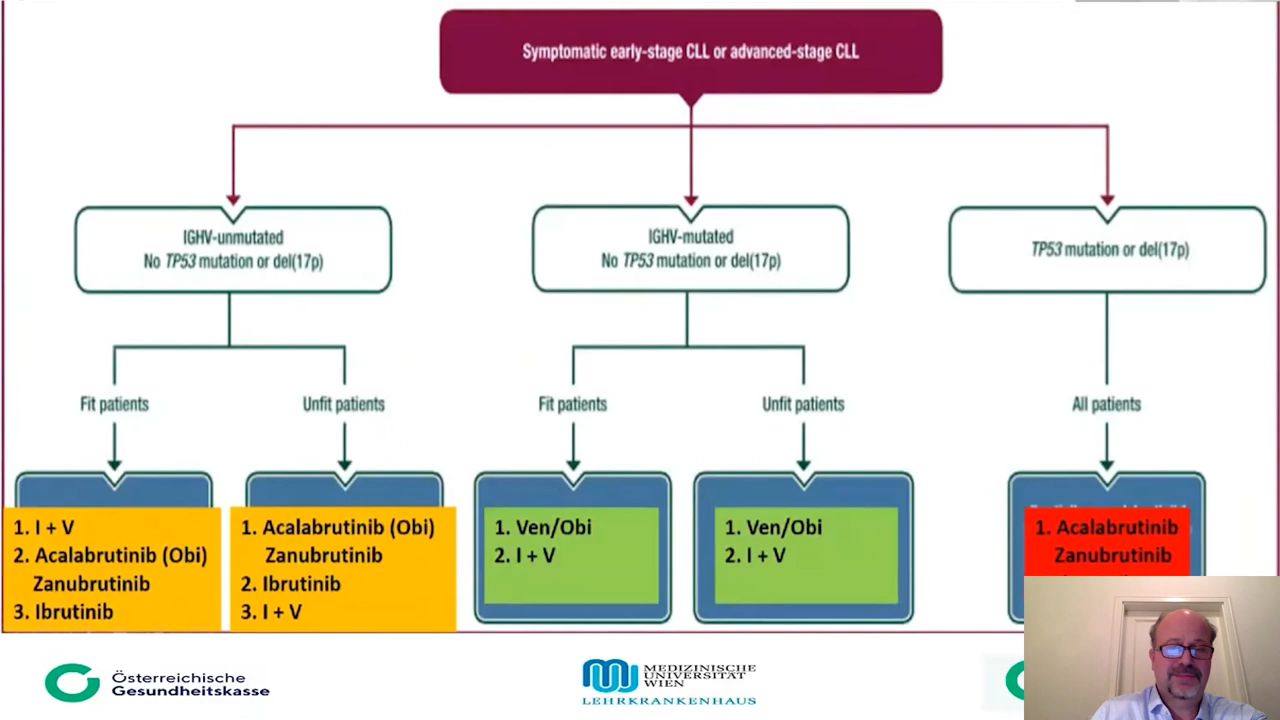 Symptomatic early-stage CLL or advanced-stage CLL
IGHV-unmutated
No TP53 mutation or del(17p)
IGHV-mutated
No TP53 mutation or del(17p)
TP53 mutation or del(17p)
Fit patients
Unfit patients
Fit patients
Unfit patients
All patients
1. I + V
2. Acalabrutinib (Obi)
Zanubrutinib
3. Ibrutinib
1. Acalabrutinib (Obi)
Zanubrutinib
2. Ibrutinib
3. I + V
1. Ven/Obi
2. I + V
1. Ven/Obi
2. I + V
1. Acalabrutinib
Zanubrutinib
Österreichische
Gesundheitskasse
MEDIZINISCHE
UNIVERSITÄT
WIEN
LEHRKRANKENHAUS